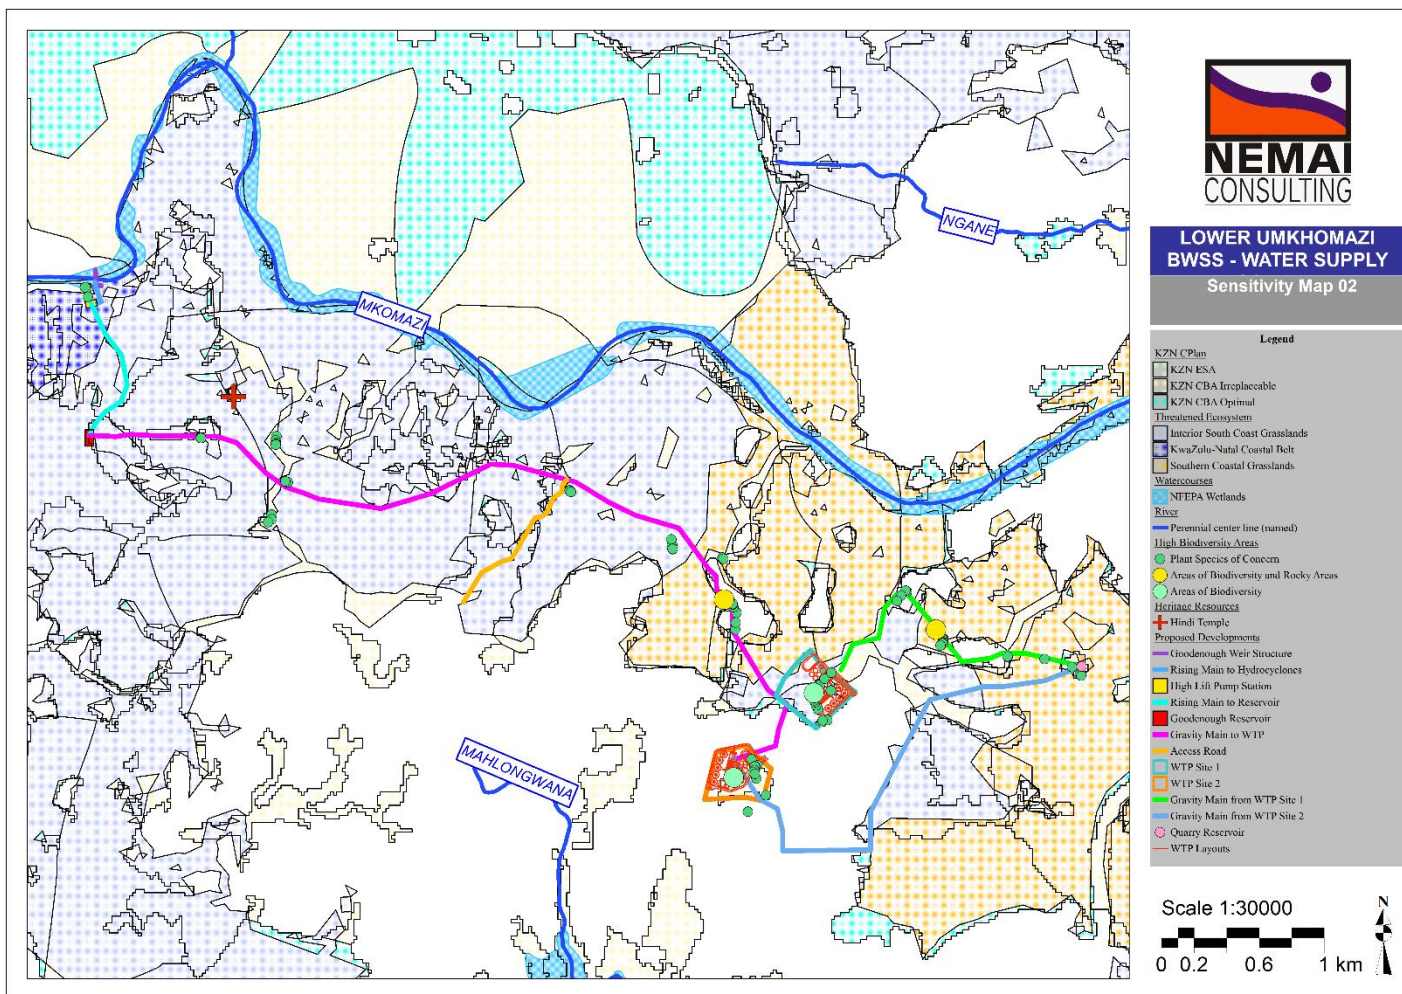 NEMAI
CONSULTING
LOWER UMKHOMAZI
BWSS - WATER SUPPLY
Sensitivity Map 02
Legend
KZN CPlan
KZN ESA
KZN CBA Irreplaceable
KZN CBA Optimal
Threatened Ecosystem
Interior South Coast Grasslands
KwaZulu-Natal Coastal Belt
Southern Coastal Grasslands
Watercourses
NFEPA Wetlands
River
Perennial center line (named)
High Biodiversity Areas
Plant Species of Concern
Areas of Biodiversity and Rocky Areas
Areas of Biodiversity
Heritage Resources
Hindi Temple
Proposed Developments
Goodenough Weir Structure
Rising Main to Hydrocyclones
High Lift Pump Station
Rising Main to Reservoir
Goodenough Reservoir
Gravity Main to WTP
Access Road
WTP Site 1
WTP Site 2
Gravity Main from WTP Site 1
Gravity Main from WTP Site 2
Quarry Reservoir
WTP Layouts
Scale 1:30000
N
0 0.2 0.6 1 km
NGANE
MKOMAZI
MAHLONGWANA